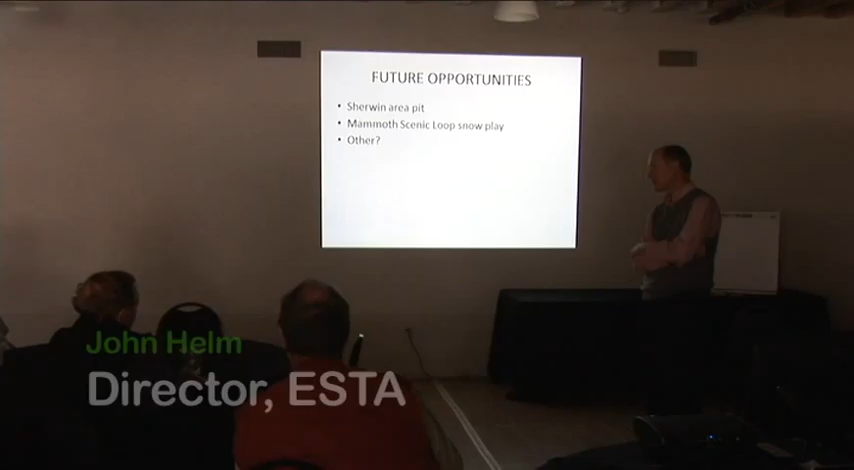 FUTURE OPPORTUNITIES
• Sherwin area pit
• Mammoth Scenic Loop snow play
• Other?
John Helm
Director, ESTA